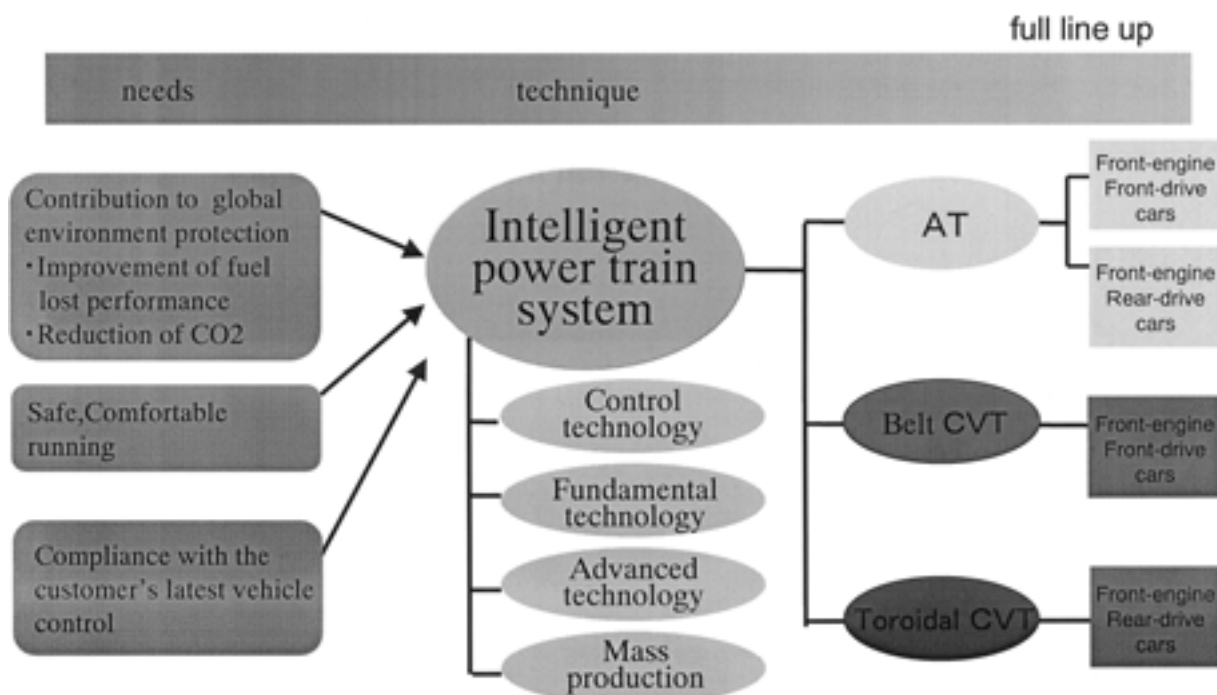 full line up
needs
technique
Contribution to global
environment protection
・Improvement of fuel
lost performance
・Reduction of CO2
Safe,Comfortable
running
Compliance with the
customer's latest vehicle
control
Intelligent
power train
system
Control
technology
Fundamental
technology
Advanced
technology
Mass
production
AT
Front-engine
Front-drive
cars
Front-engine
Rear-drive
cars
Belt CVT
Front-engine
Front-drive
cars
Toroidal CVT
Front-engine
Rear-drive
cars